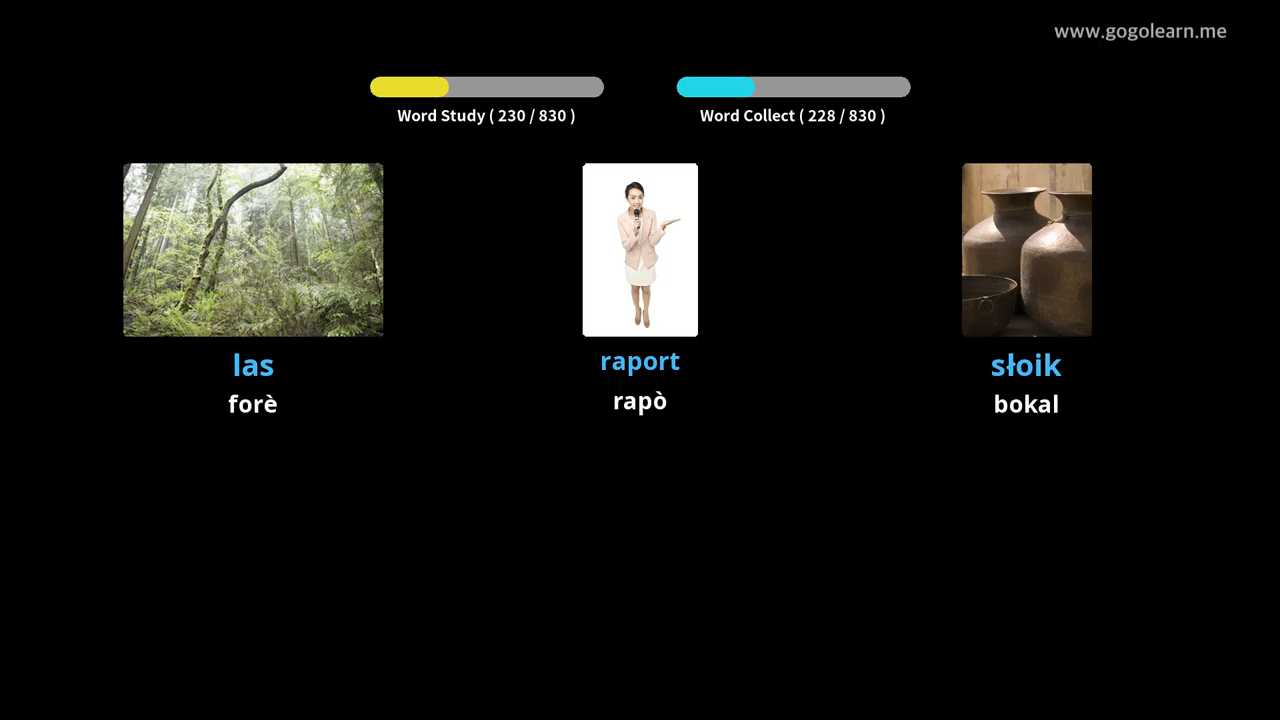 www.gogolearn.me
Word Study ( 230 / 830 )
Word Collect ( 228 / 830 )
las
forè
raport
rapò
słoik
bokal